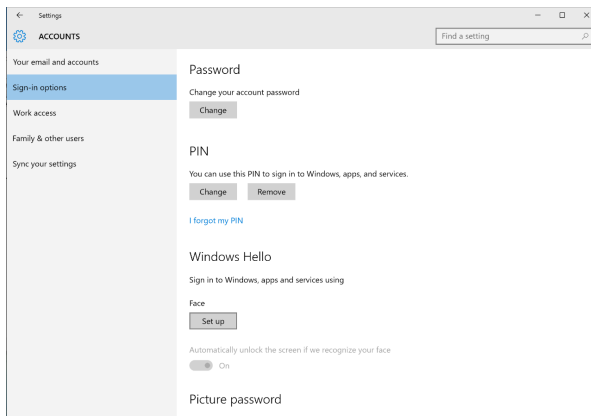 Settings
ACCOUNTS
Find a setting
Your email and accounts
Sign-in options
Work access
Family & other users
Sync your settings
Password
Change your account password
Change
PIN
You can use this PIN to sign in to Windows, apps, and services.
Change Remove
I forgot my PIN
Windows Hello
Sign in to Windows, apps and services using
Face
Set up
Automatically unlock the screen if we recognize your face
On
Picture password